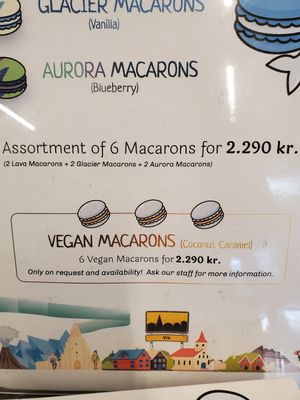 GLACIER MACARONS
(Vanilla)
AURORA MACARONS
(Blueberry)
Assortment of 6 Macarons for 2.290 kr.
(2 Lava Macarons + 2 Glacier Macarons + 2 Aurora Macarons)
VEGAN MACARONS (Coconut Caramel)
6 Vegan Macarons for 2.290 kr.
Only on request and availability! Ask our staff for more information.
Vík